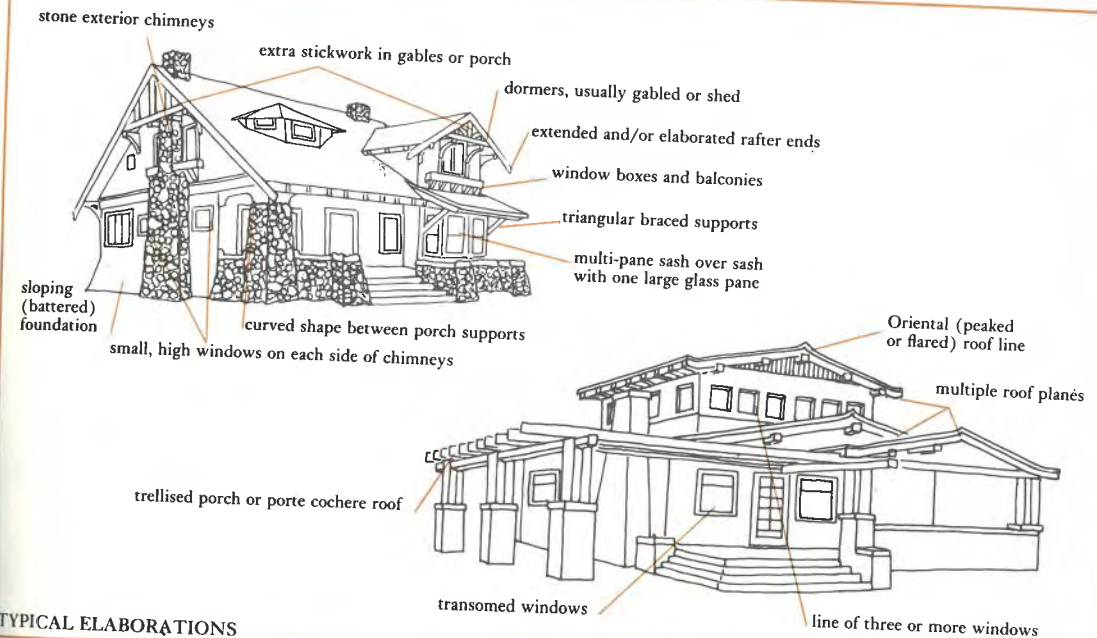 stone exterior chimneys
extra stickwork in gables or porch
dormers, usually gabled or shed
extended and/or elaborated rafter ends
window boxes and balconies
triangular braced supports
multi-pane sash over sash
with one large glass pane
sloping
(battered)
foundation
curved shape between porch supports
small, high windows on each side of chimneys
Oriental (peaked
or flared) roof line
multiple roof planes
trellised porch or porte cochere roof
transomed windows
line of three or more windows
TYPICAL ELABORATIONS